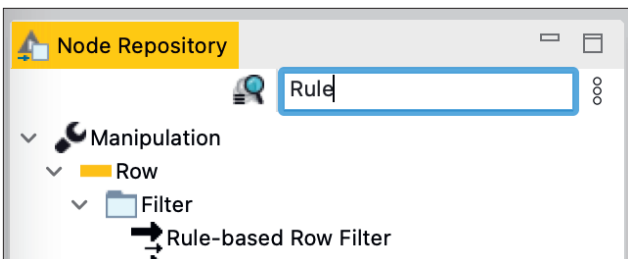 Node Repository
Rule
Manipulation
Row
Filter
Rule-based Row Filter